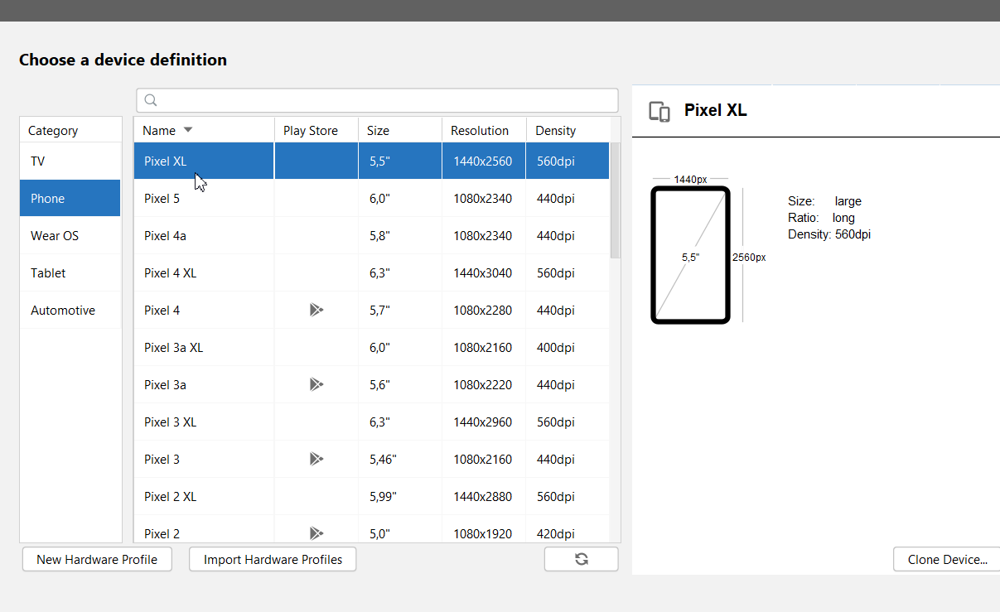 Choose a device definition
Category
TV
Phone
Wear OS
Tablet
Automotive
Name Play Store Size Resolution Density
Pixel XL 5,5" 1440x2560 560dpi
Pixel 5 6,0" 1080x2340 440dpi
Pixel 4a 5,8" 1080x2340 440dpi
Pixel 4 XL 6,3" 1440x3040 560dpi
Pixel 4 5,7" 1080x2280 440dpi
Pixel 3a XL 6,0" 1080x2160 400dpi
Pixel 3a 5,6" 1080x2220 440dpi
Pixel 3 XL 6,3" 1440x2960 560dpi
Pixel 3 5,46" 1080x2160 440dpi
Pixel 2 XL 5,99" 1440x2880 560dpi
Pixel 2 5,0" 1080x1920 420dpi
New Hardware Profile
Import Hardware Profiles
Pixel XL
1440px
5,5"
2560px
Size: large
Ratio: long
Density: 560dpi
Clone Device...